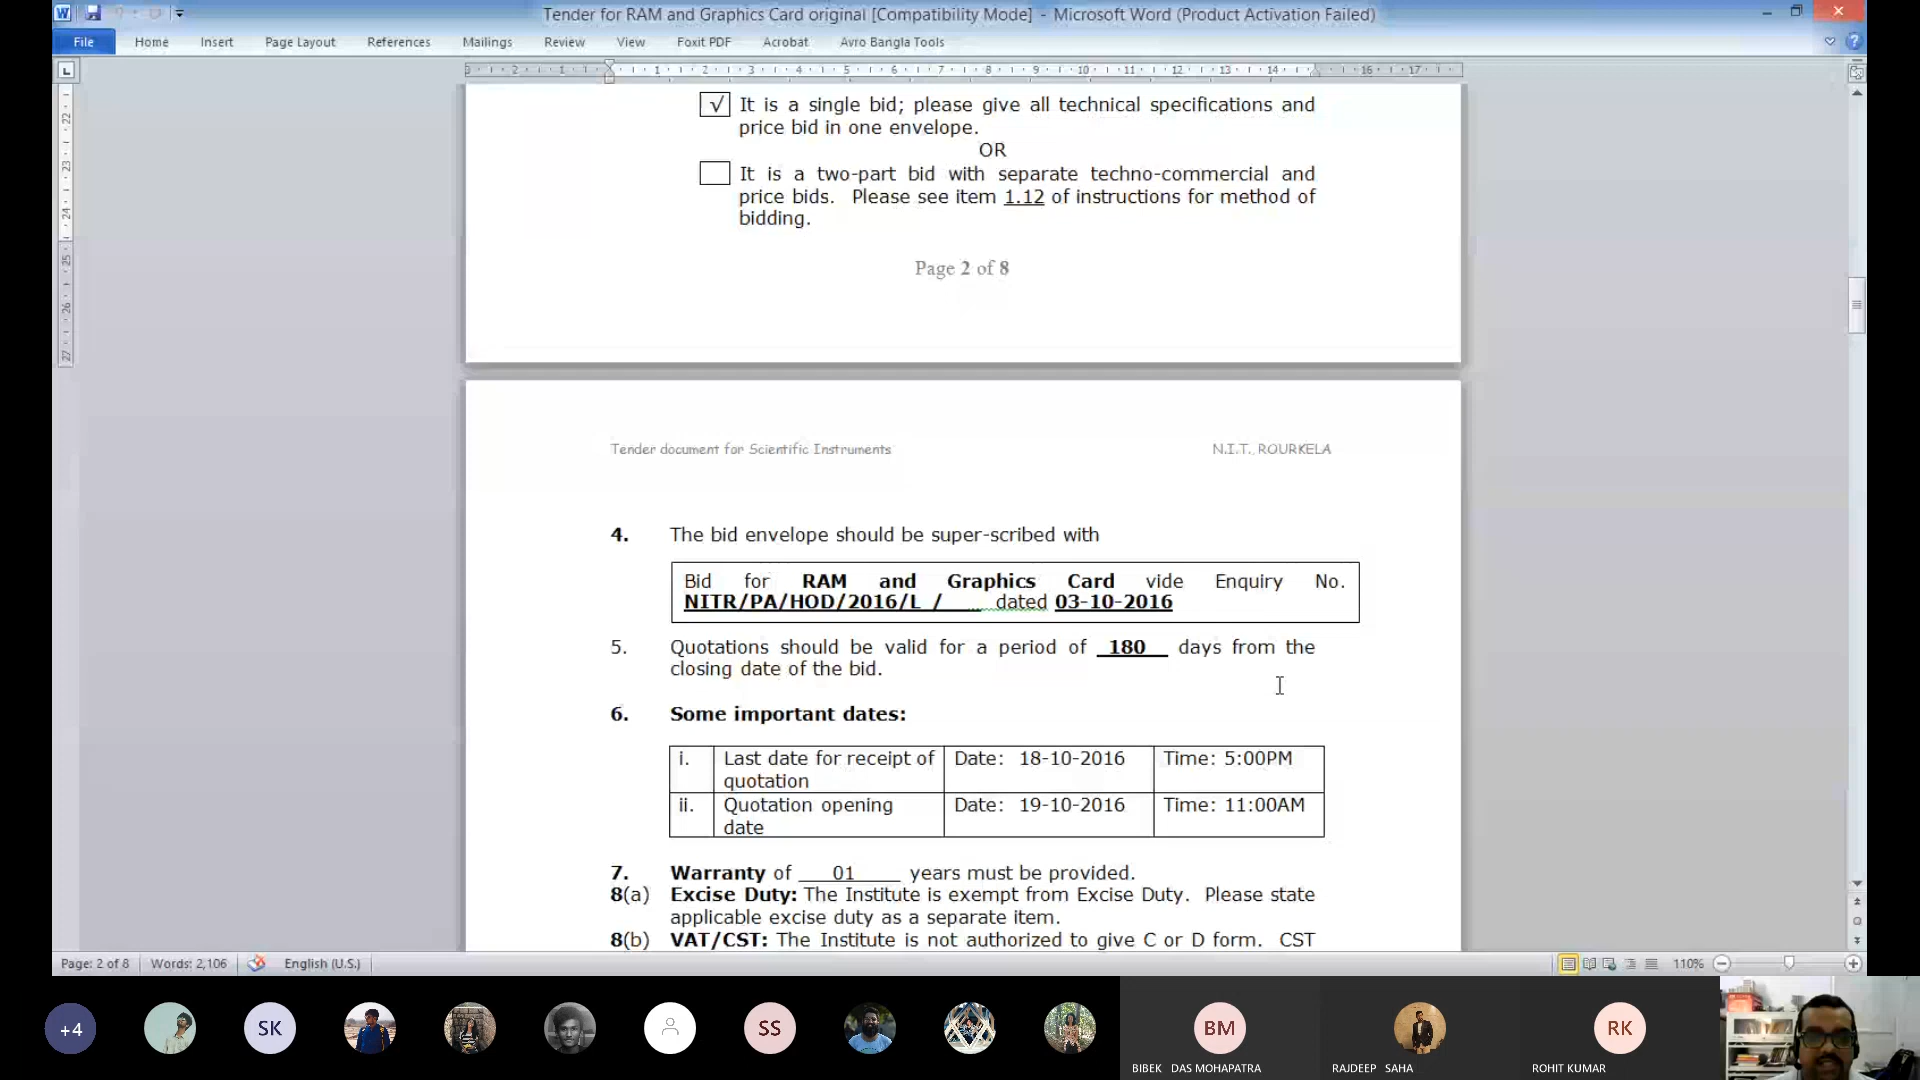 Tender for RAM and Graphics Card original [Compatibility Mode] - Microsoft Word (Product Activation Failed)
File Home Insert Page Layout References Mailings Review View Foxit PDF Acrobat Avro Bangla Tools
√ It is a single bid; please give all technical specifications and
price bid in one envelope.
OR
It is a two-part bid with separate techno-commercial and
price bids. Please see item 1.12 of instructions for method of
bidding.
Page 2 of 8
Tender document for Scientific Instruments N.I.T. ROURKELA
4. The bid envelope should be super-scribed with
Bid for RAM and Graphics Card vide Enquiry No.
NITR/PA/HOD/2016/L /___ dated 03-10-2016
5. Quotations should be valid for a period of 180 days from the
closing date of the bid.
6. Some important dates:
i. Last date for receipt of Date: 18-10-2016 Time: 5:00PM
quotation
ii. Quotation opening Date: 19-10-2016 Time: 11:00AM
date
7. Warranty of ___01____ years must be provided.
8(a) Excise Duty: The Institute is exempt from Excise Duty. Please state
applicable excise duty as a separate item.
8(b) VAT/CST: The Institute is not authorized to give C or D form. CST
Page: 2 of 8 Words: 2,106 English (U.S.) 110%
+4 SK SS BM RK
BIBEK DAS MOHAPATRA RAJDEEP SAHA ROHIT KUMAR